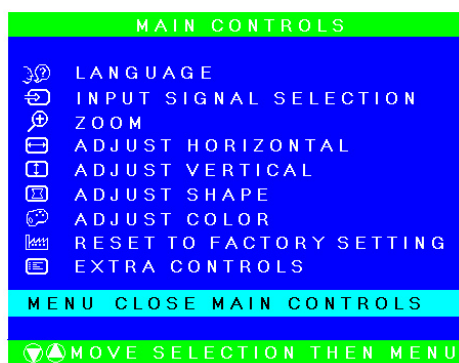 MAIN CONTROLS
LANGUAGE
INPUT SIGNAL SELECTION
ZOOM
ADJUST HORIZONTAL
ADJUST VERTICAL
ADJUST SHAPE
ADJUST COLOR
RESET TO FACTORY SETTING
EXTRA CONTROLS
MENU CLOSE MAIN CONTROLS
MOVE SELECTION THEN MENU